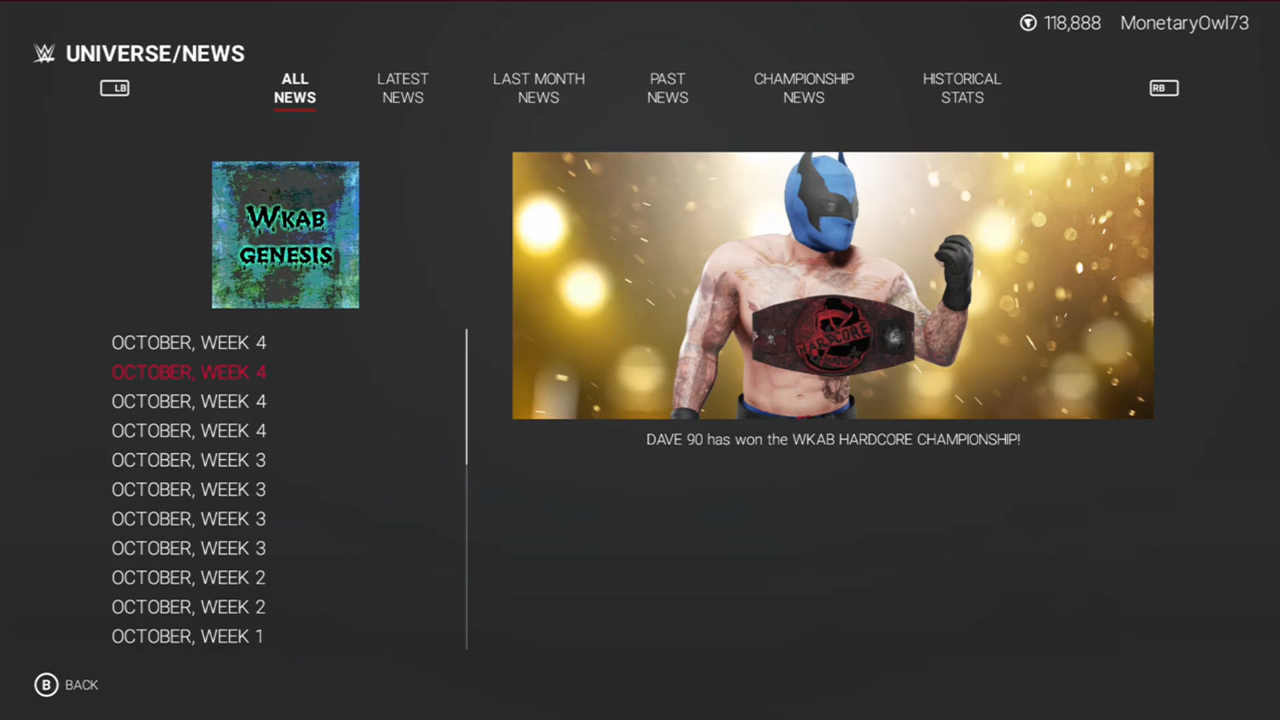 118,888 MonetaryOwl73
UNIVERSE/NEWS
LB
ALL NEWS
LATEST NEWS
LAST MONTH NEWS
PAST NEWS
CHAMPIONSHIP NEWS
HISTORICAL STATS
RB
WKAB
GENESIS
OCTOBER, WEEK 4
OCTOBER, WEEK 4
OCTOBER, WEEK 4
OCTOBER, WEEK 4
OCTOBER, WEEK 3
OCTOBER, WEEK 3
OCTOBER, WEEK 3
OCTOBER, WEEK 3
OCTOBER, WEEK 2
OCTOBER, WEEK 2
OCTOBER, WEEK 1
HARDCORE
DAVE 90 has won the WKAB HARDCORE CHAMPIONSHIP!
B BACK